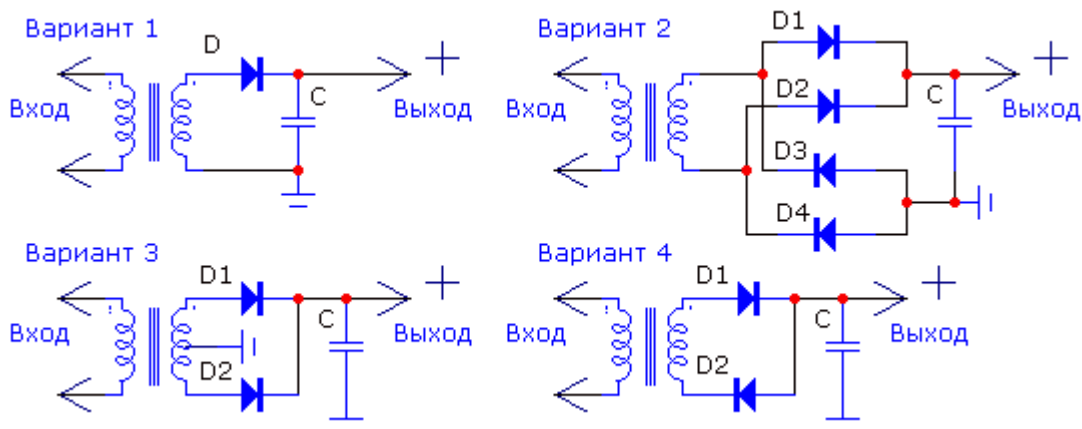 Вариант 1
D
+
C
Вход
Выход
Вариант 2
D1
+
D2
C
Вход
Выход
D3
D4
Вариант 3
D1
+
C
Вход
Выход
D2
Вариант 4
D1
+
C
Вход
Выход
D2